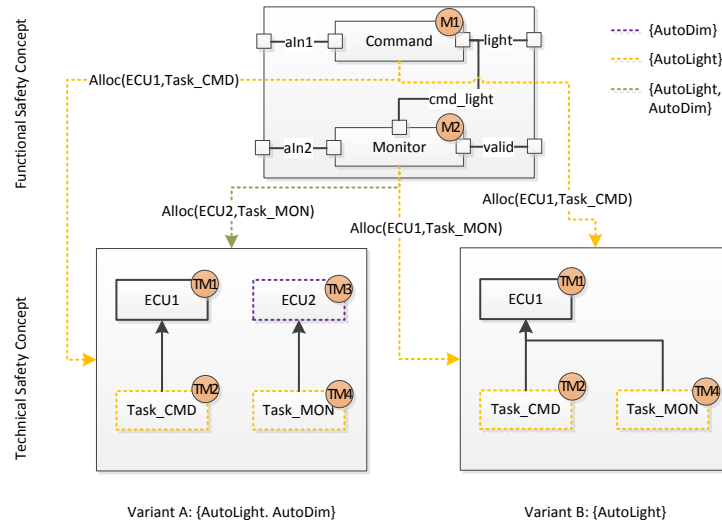 Functional Safety Concept
M1
aIn1
Command
light
cmd_light
M2
aIn2
Monitor
valid
{AutoDim}
{AutoLight}
{AutoLight,
AutoDim}
Alloc(ECU1,Task_CMD)
Alloc(ECU2,Task_MON)
Alloc(ECU1,Task_MON)
Alloc(ECU1,Task_CMD)
Technical Safety Concept
TM1
ECU1
TM3
ECU2
TM2
Task_CMD
TM4
Task_MON
TM1
ECU1
TM2
Task_CMD
TM4
Task_MON
Variant A: {AutoLight. AutoDim}
Variant B: {AutoLight}